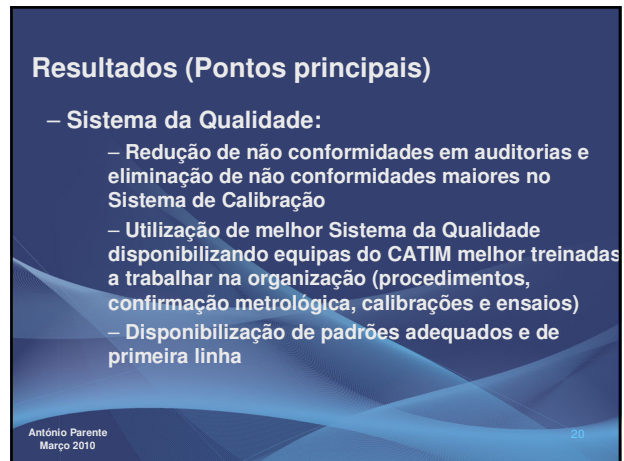 Resultados (Pontos principais)
– Sistema da Qualidade:
– Redução de não conformidades em auditorias e
eliminação de não conformidades maiores no
Sistema de Calibração
– Utilização de melhor Sistema da Qualidade
disponibilizando equipas do CATIM melhor treinadas
a trabalhar na organização (procedimentos,
confirmação metrológica, calibrações e ensaios)
– Disponibilização de padrões adequados e de
primeira linha
António Parente
Março 2010
20